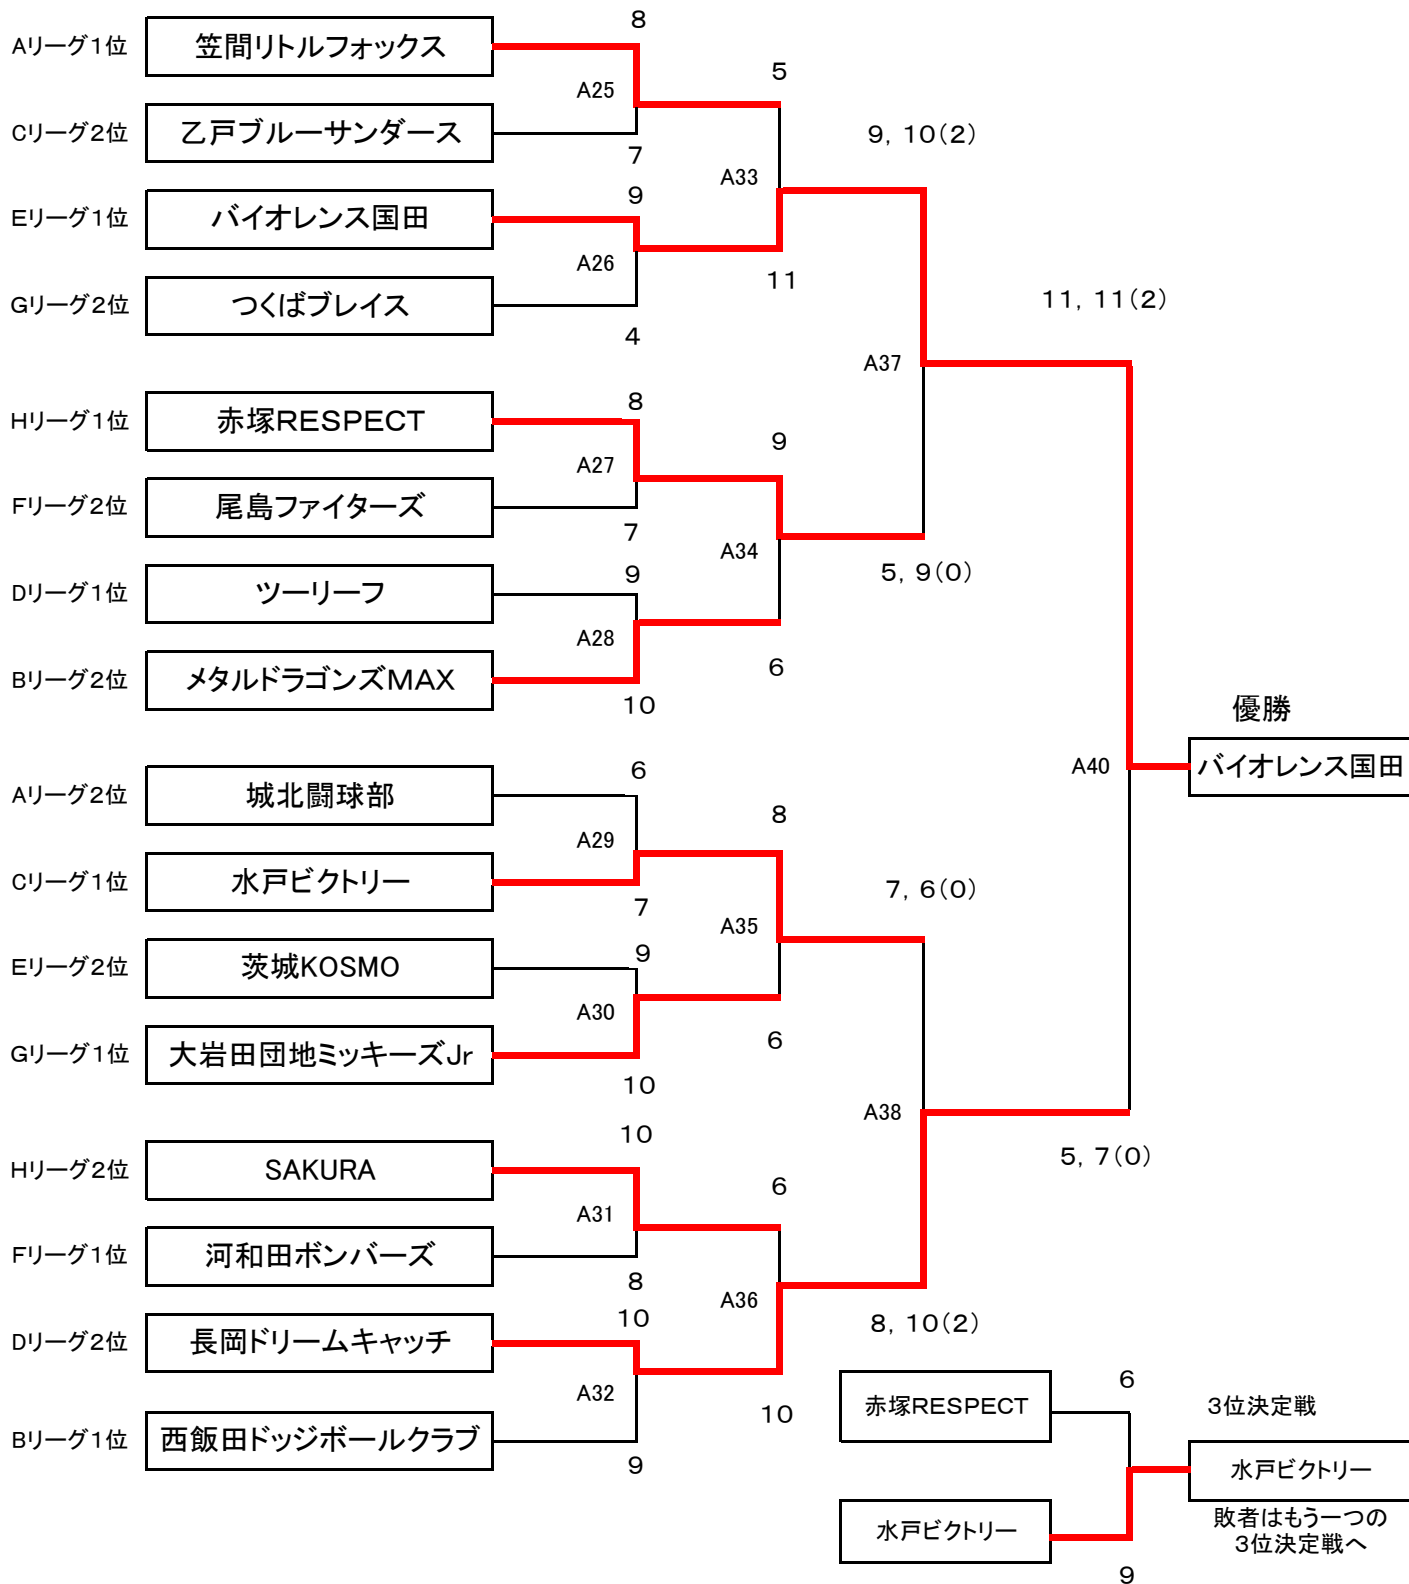 Aリーグ1位
笠間リトルフォックス
8
A25
5
Cリーグ2位
乙戸ブルーサンダース
7
9, 10(2)
A33
Eリーグ1位
バイオレンス国田
9
A26
11
Gリーグ2位
つくばブレイス
4
11, 11(2)
A37
Hリーグ1位
赤塚RESPECT
8
A27
9
Fリーグ2位
尾島ファイターズ
7
A34
5, 9(0)
Dリーグ1位
ツーリーフ
9
A28
6
Bリーグ2位
メタルドラゴンズMAX
10
優勝
A40
バイオレンス国田
Aリーグ2位
城北闘球部
6
A29
8
Cリーグ1位
水戸ビクトリー
7
7, 6(0)
A35
Eリーグ2位
茨城KOSMO
9
A30
6
Gリーグ1位
大岩田団地ミッキーズJr
10
A38
5, 7(0)
Hリーグ2位
SAKURA
10
A31
6
Fリーグ1位
河和田ボンバーズ
8
A36
8, 10(2)
Dリーグ2位
長岡ドリームキャッチ
10
A32
10
Bリーグ1位
西飯田ドッジボールクラブ
9
赤塚RESPECT
6
3位決定戦
水戸ビクトリー
水戸ビクトリー
9
敗者はもう一つの
3位決定戦へ